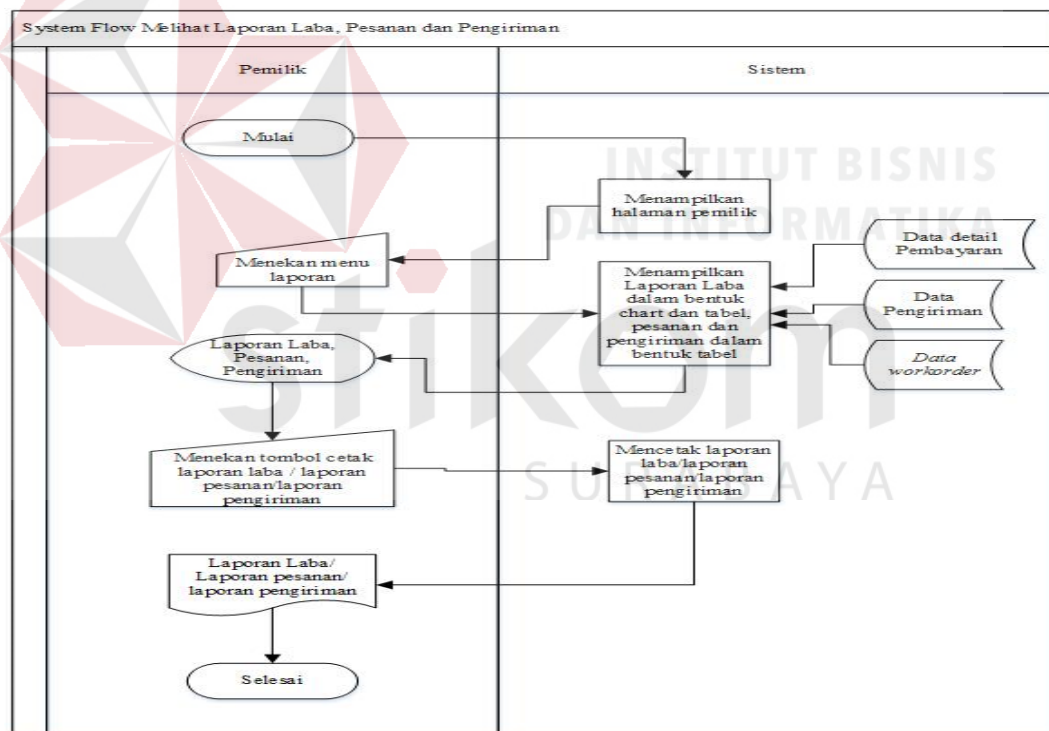 System Flow Melihat Laporan Laba, Pesanan dan Pengiriman
Pemilik
Sistem
Mulai
INSTITUT BISNIS
DAN INFORMATIKA
Menampilkan
halaman pemilik
Data detail
Pembayaran
Menekan menu
laporan
Menampilkan
Laporan Laba
dalam bentuk
chart dan tabel,
pesanan dan
pengiriman dalam
bentuk tabel
Data
Pengiriman
Data
workorder
Laporan Laba,
Pesanan,
Pengiriman
stikom
SURABAYA
Menekan tombol cetak
laporan laba / laporan
pesanan/laporan
pengiriman
Mencetak laporan
laba/laporan
pesanan/laporan
pengiriman
Laporan Laba/
Laporan pesanan/
laporan pengiriman
Selesai